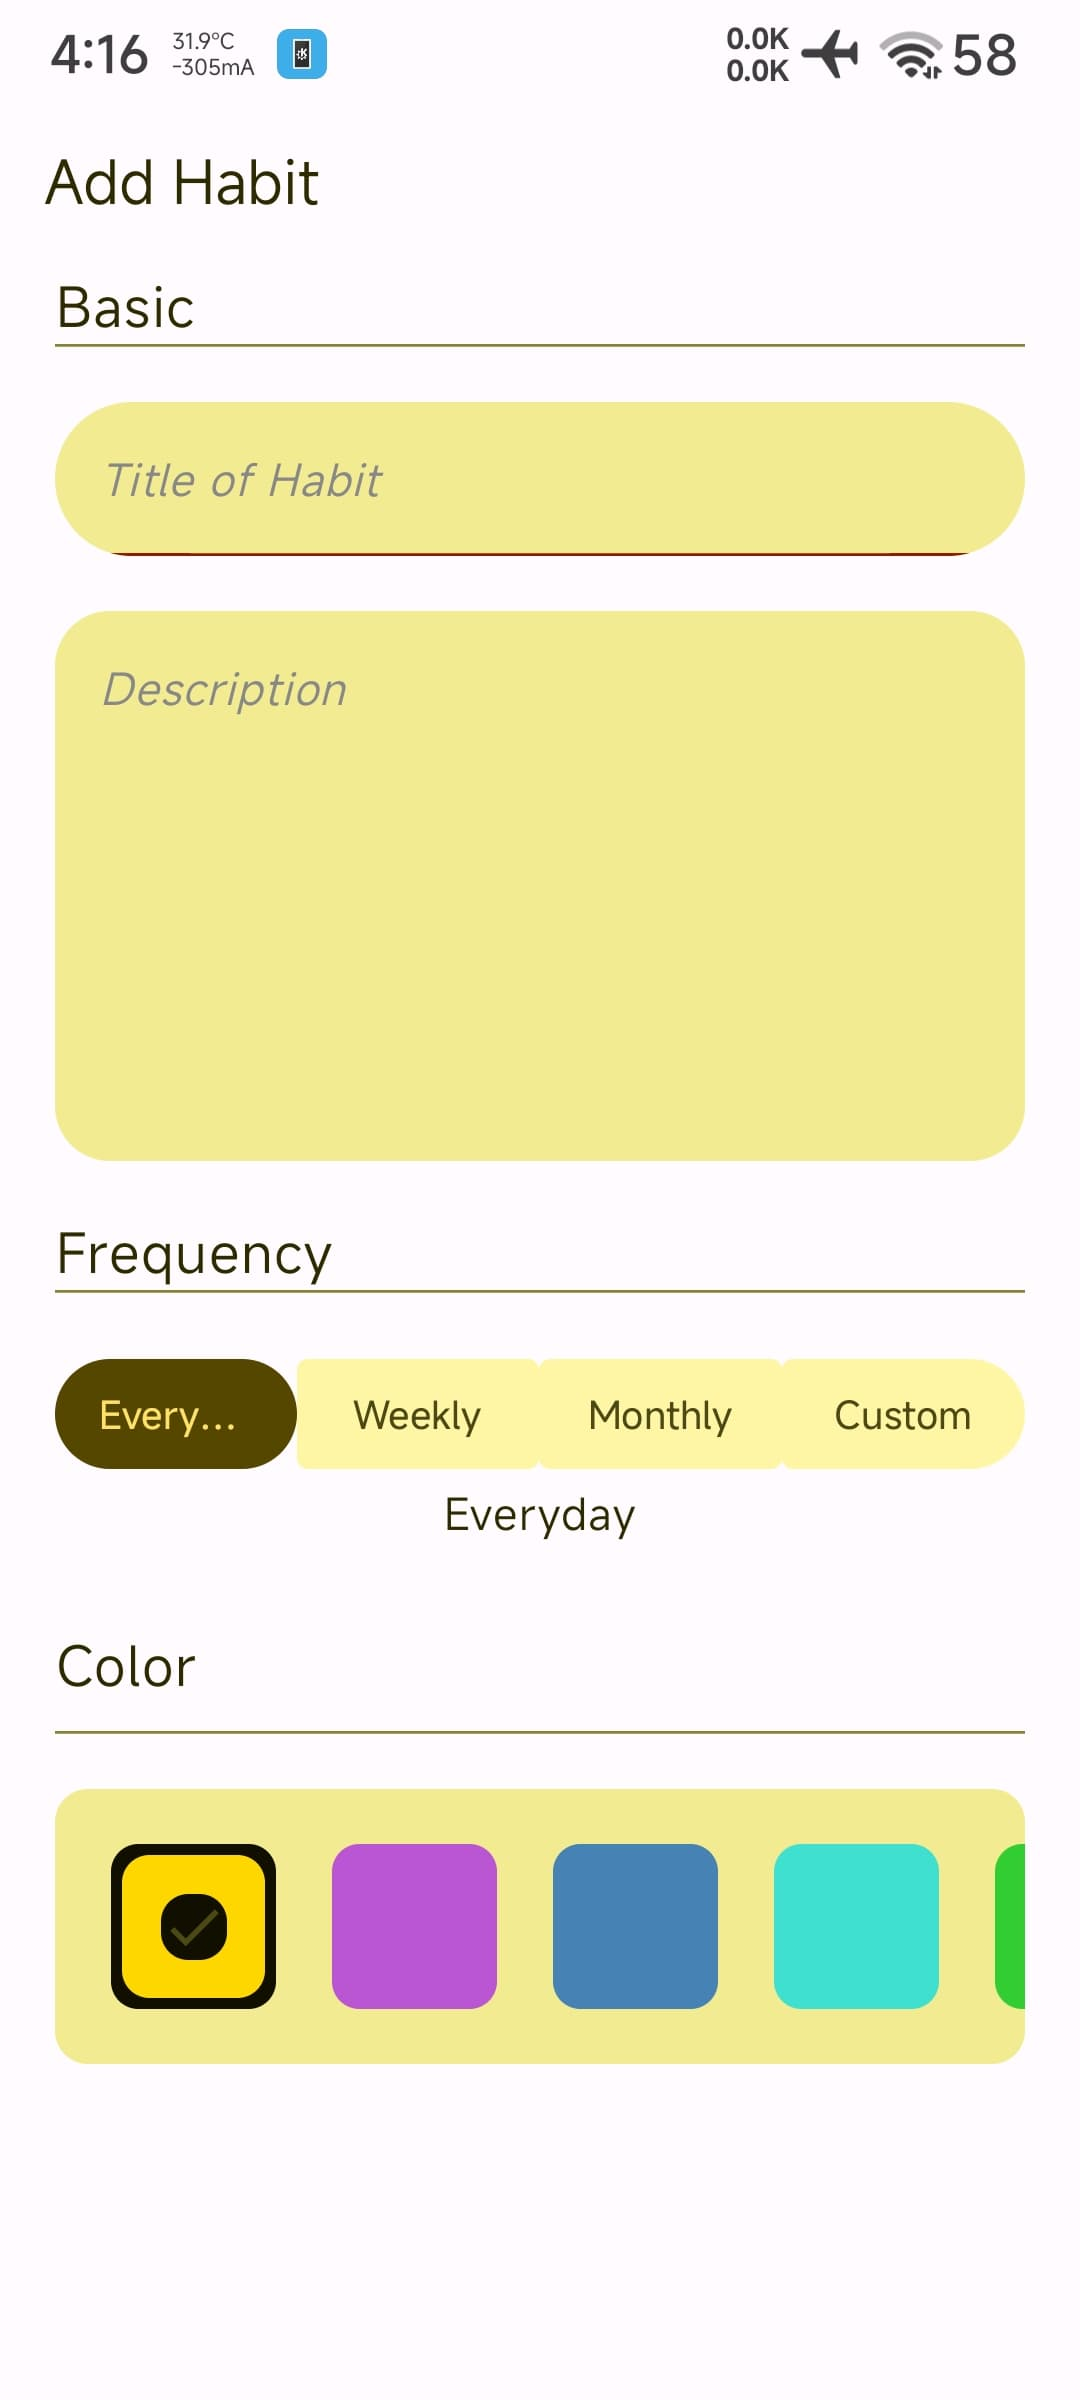 4:16
31.9°C
-305mA
0.0K
0.0K
58
Add Habit
Basic
Title of Habit
Description
Frequency
Every... Weekly Monthly Custom
Everyday
Color